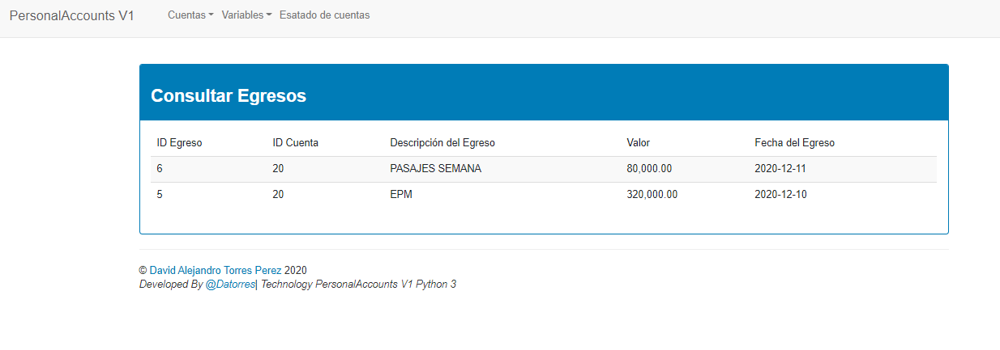 PersonalAccounts V1 Cuentas Variables Esatado de cuentas
Consultar Egresos
ID Egreso ID Cuenta Descripción del Egreso Valor Fecha del Egreso
6 20 PASAJES SEMANA 80,000.00 2020-12-11
5 20 EPM 320,000.00 2020-12-10
© David Alejandro Torres Perez 2020
Developed By @Datorres| Technology PersonalAccounts V1 Python 3